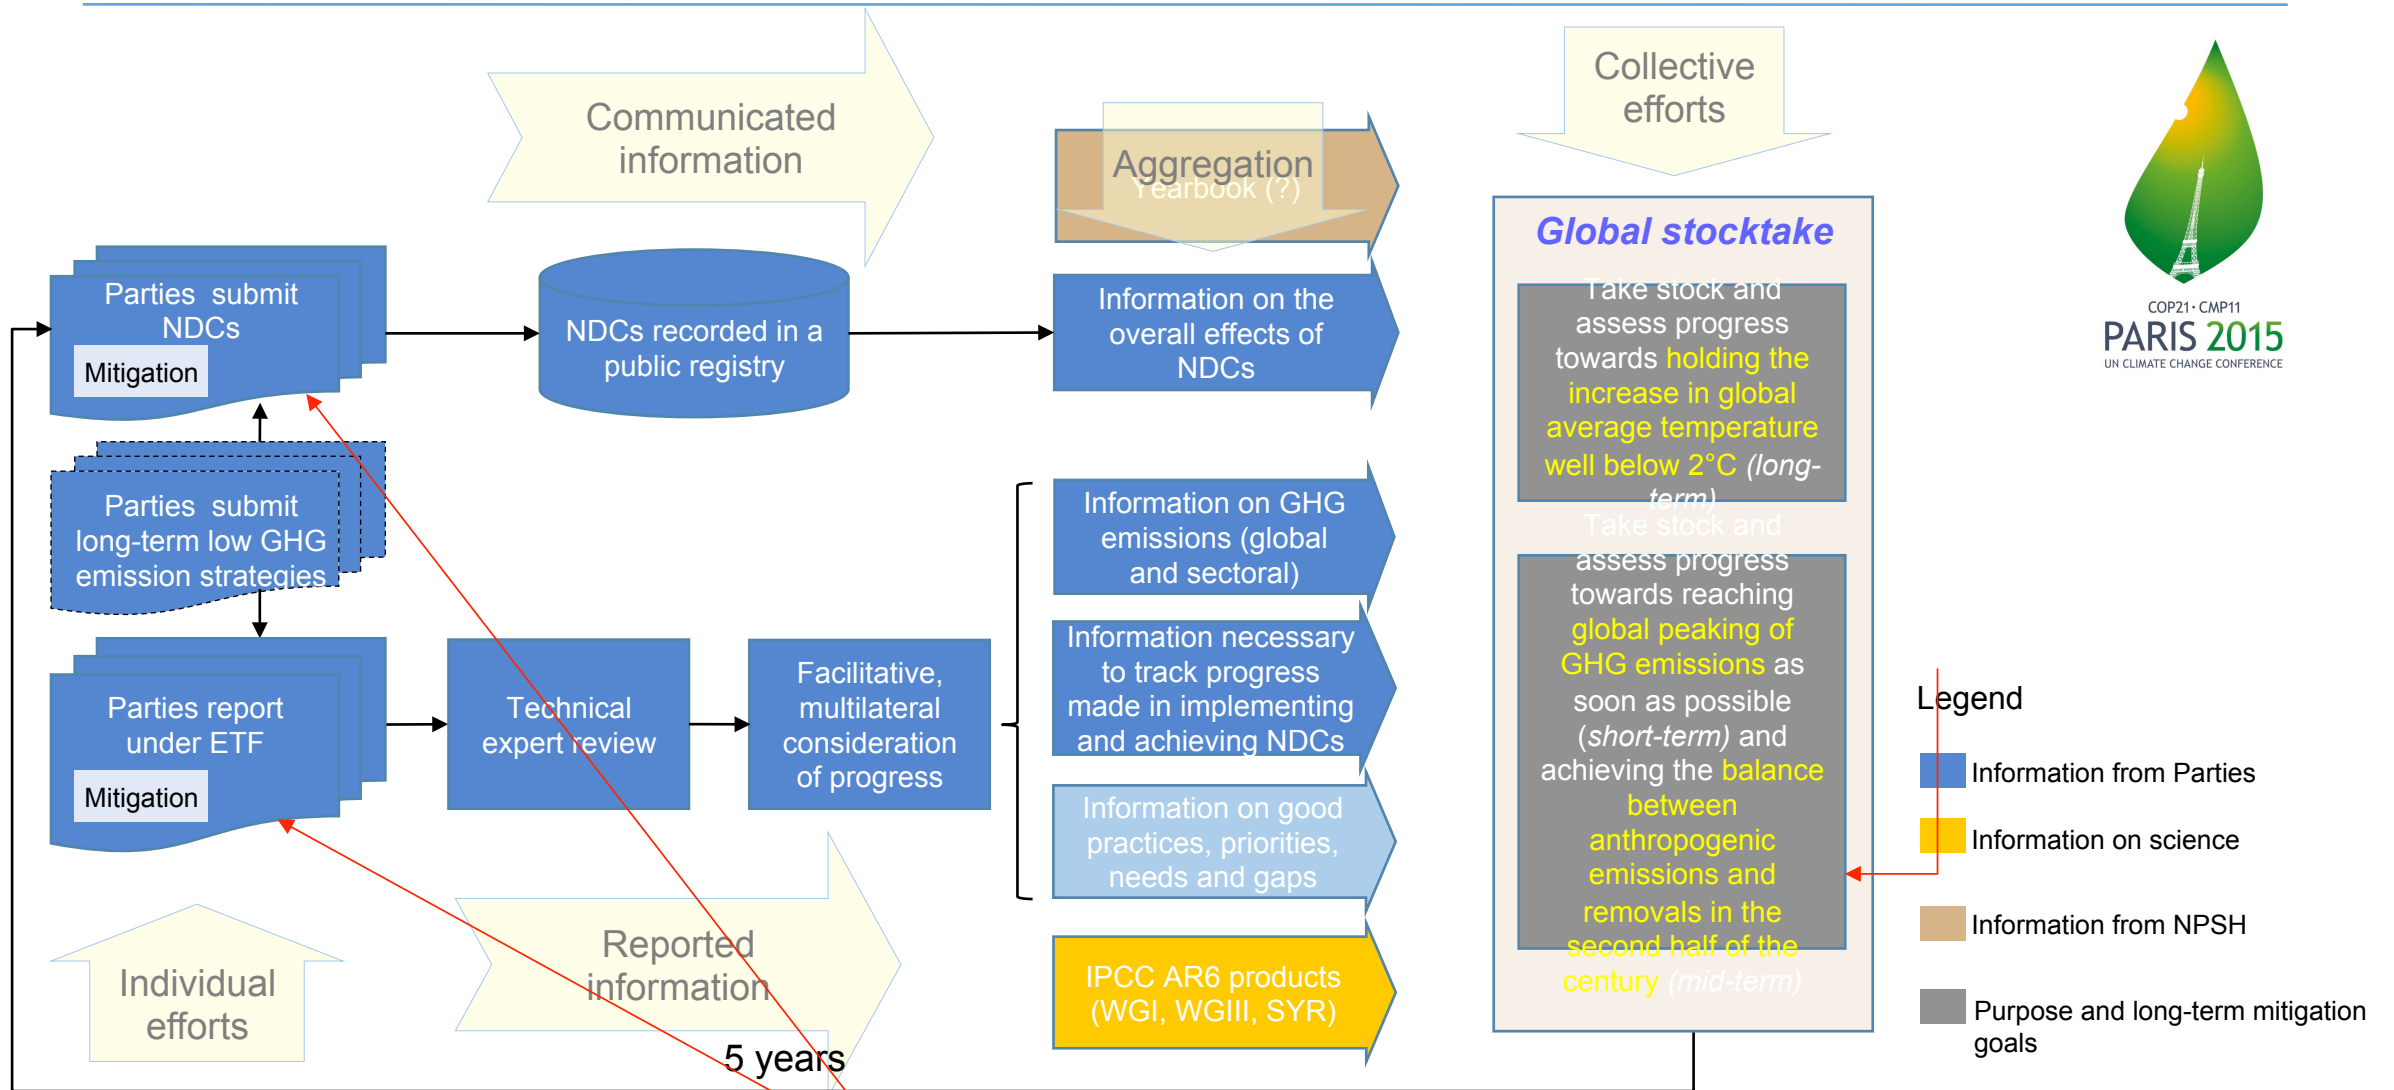 Communicated
information
Collective
efforts
Aggregation
Yearbook (?)
Global stocktake
COP21 · CMP11
PARIS 2015
UN CLIMATE CHANGE CONFERENCE
Parties submit
NDCs
Mitigation
NDCs recorded in a
public registry
Information on the
overall effects of
NDCs
Take stock and
assess progress
towards holding the
increase in global
average temperature
well below 2°C (long-
term)
Parties submit
long-term low GHG
emission strategies
Information on GHG
emissions (global
and sectoral)
Take stock and
assess progress
towards reaching
global peaking of
GHG emissions as
soon as possible
(short-term) and
achieving the balance
between
anthropogenic
emissions and
removals in the
second half of the
century (mid-term)
Parties report
under ETF
Mitigation
Technical
expert review
Facilitative,
multilateral
consideration
of progress
Information necessary
to track progress
made in implementing
and achieving NDCs
Information on good
practices, priorities,
needs and gaps
IPCC AR6 products
(WGI, WGIII, SYR)
Individual
efforts
Reported
information
5 years
Legend
Information from Parties
Information on science
Information from NPSH
Purpose and long-term mitigation
goals